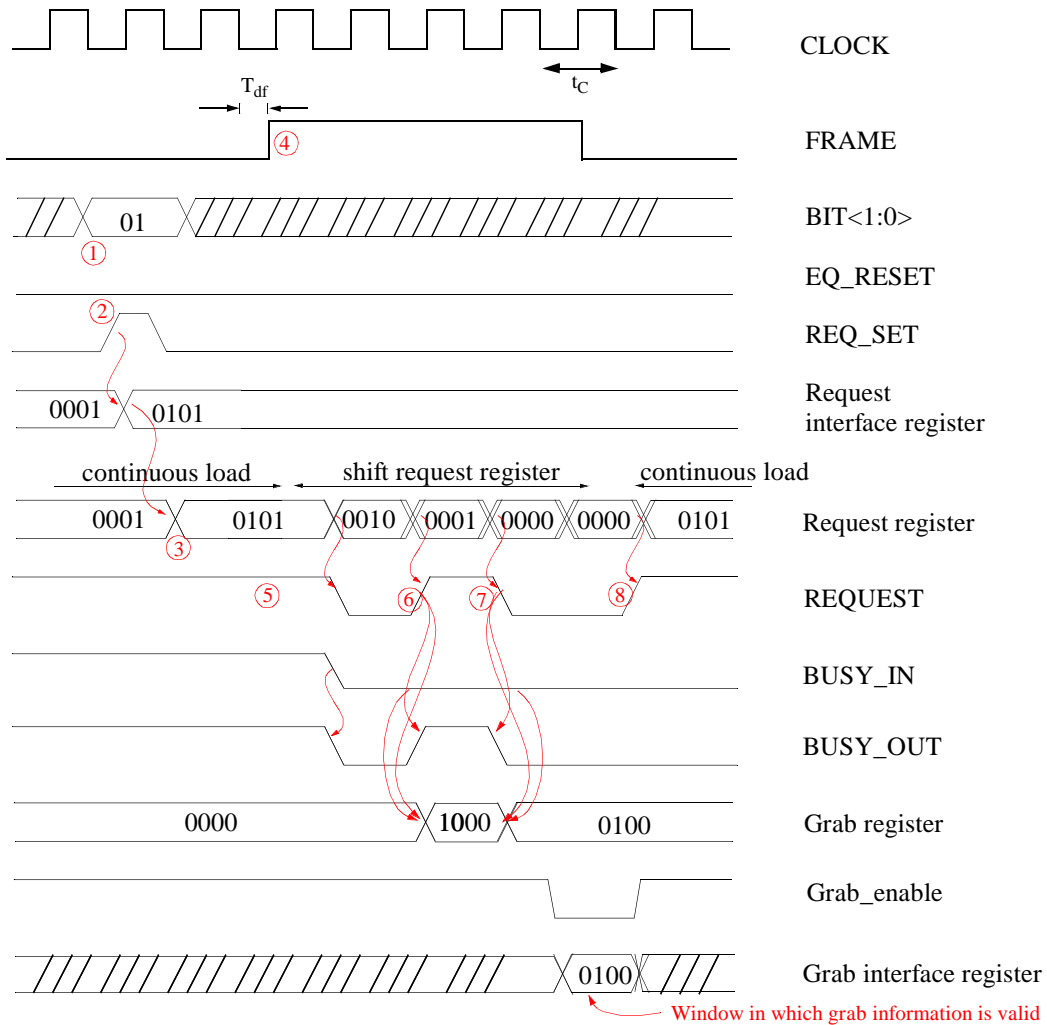 CLOCK
tC
Tdf
FRAME
4
BIT<1:0>
01
1
EQ_RESET
2
REQ_SET
Request
interface register
0001
0101
continuous load
shift request register
continuous load
0001
0101
0010
0001
0000
0000
0101
Request register
3
5
6
7
8
REQUEST
BUSY_IN
BUSY_OUT
0000
1000
0100
Grab register
Grab_enable
0100
Grab interface register
Window in which grab information is valid